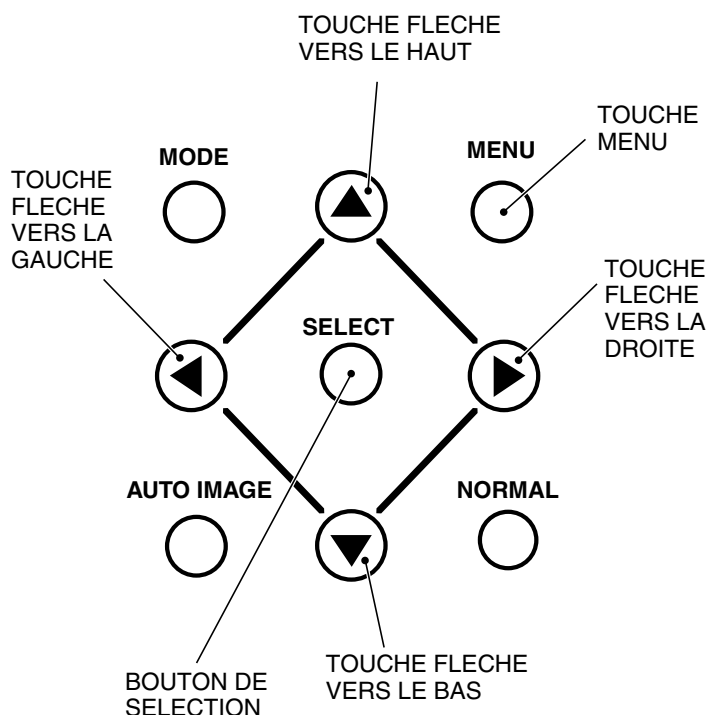 TOUCHE FLECHE
VERS LE HAUT
TOUCHE
MENU
MODE
MENU
TOUCHE
FLECHE
VERS LA
GAUCHE
TOUCHE
FLECHE
VERS LA
DROITE
SELECT
AUTO IMAGE
NORMAL
TOUCHE FLECHE
VERS LE BAS
BOUTON DE
SELECTION